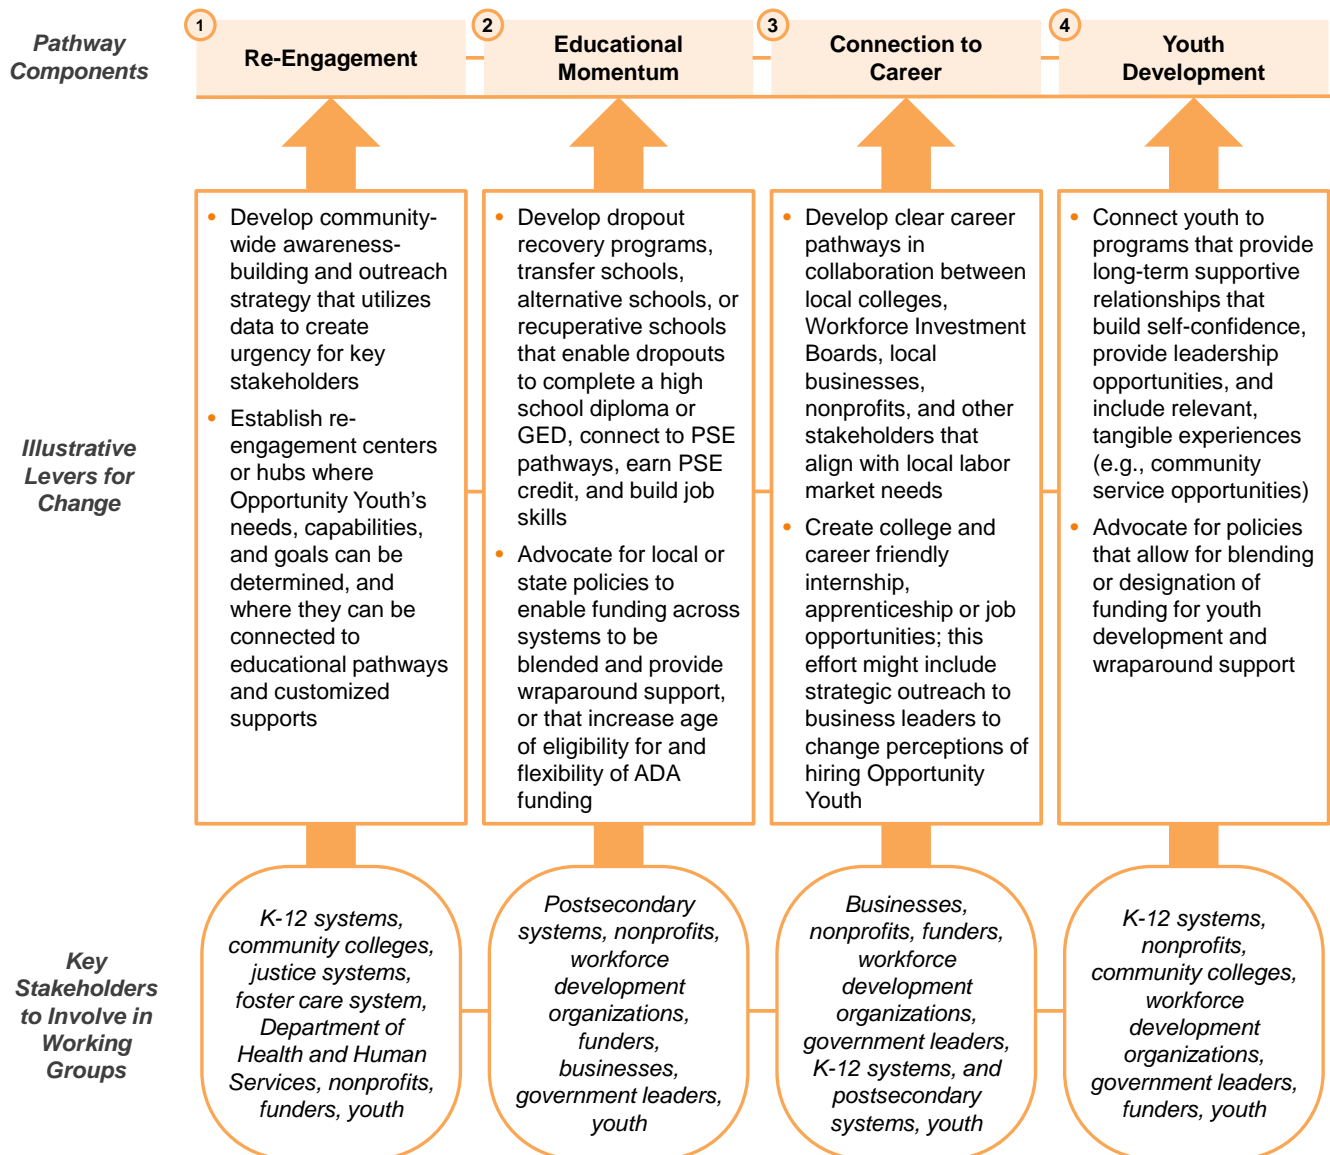 Pathway
Components
1
Re-Engagement
2
Educational
Momentum
3
Connection to
Career
4
Youth
Development
Illustrative
Levers for
Change
• Develop community-
wide awareness-
building and outreach
strategy that utilizes
data to create
urgency for key
stakeholders
• Establish re-
engagement centers
or hubs where
Opportunity Youth's
needs, capabilities,
and goals can be
determined, and
where they can be
connected to
educational pathways
and customized
supports
• Develop dropout
recovery programs,
transfer schools,
alternative schools, or
recuperative schools
that enable dropouts
to complete a high
school diploma or
GED, connect to PSE
pathways, earn PSE
credit, and build job
skills
• Advocate for local or
state policies to
enable funding across
systems to be
blended and provide
wraparound support,
or that increase age
of eligibility for and
flexibility of ADA
funding
• Develop clear career
pathways in
collaboration between
local colleges,
Workforce Investment
Boards, local
businesses,
nonprofits, and other
stakeholders that
align with local labor
market needs
• Create college and
career friendly
internship,
apprenticeship or job
opportunities; this
effort might include
strategic outreach to
business leaders to
change perceptions of
hiring Opportunity
Youth
• Connect youth to
programs that provide
long-term supportive
relationships that
build self-confidence,
provide leadership
opportunities, and
include relevant,
tangible experiences
(e.g., community
service opportunities)
• Advocate for policies
that allow for blending
or designation of
funding for youth
development and
wraparound support
Key
Stakeholders
to Involve in
Working
Groups
K-12 systems,
community colleges,
justice systems,
foster care system,
Department of
Health and Human
Services, nonprofits,
funders, youth
Postsecondary
systems, nonprofits,
workforce
development
organizations,
funders,
businesses,
government leaders,
youth
Businesses,
nonprofits, funders,
workforce
development
organizations,
government leaders,
K-12 systems, and
postsecondary
systems, youth
K-12 systems,
nonprofits,
community colleges,
workforce
development
organizations,
government leaders,
funders, youth